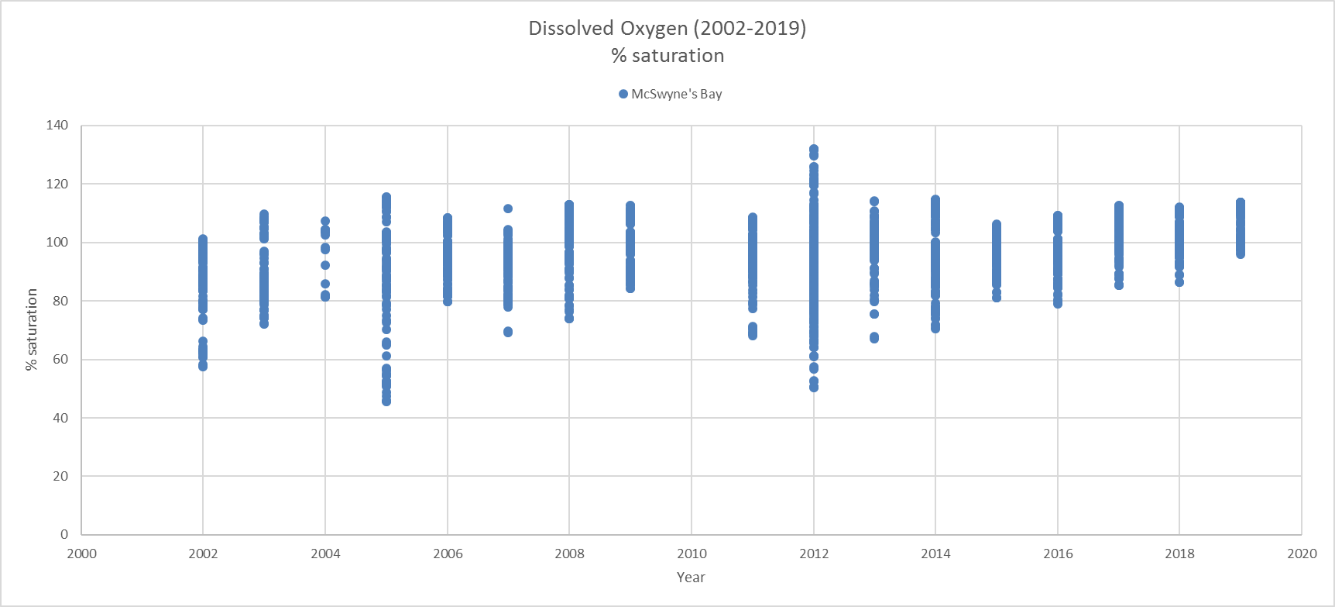 Dissolved Oxygen (2002-2019)
% saturation
McSwyne's Bay
140
120
100
80
60
40
20
0
% saturation
2000 2002 2004 2006 2008 2010 2012 2014 2016 2018 2020
Year